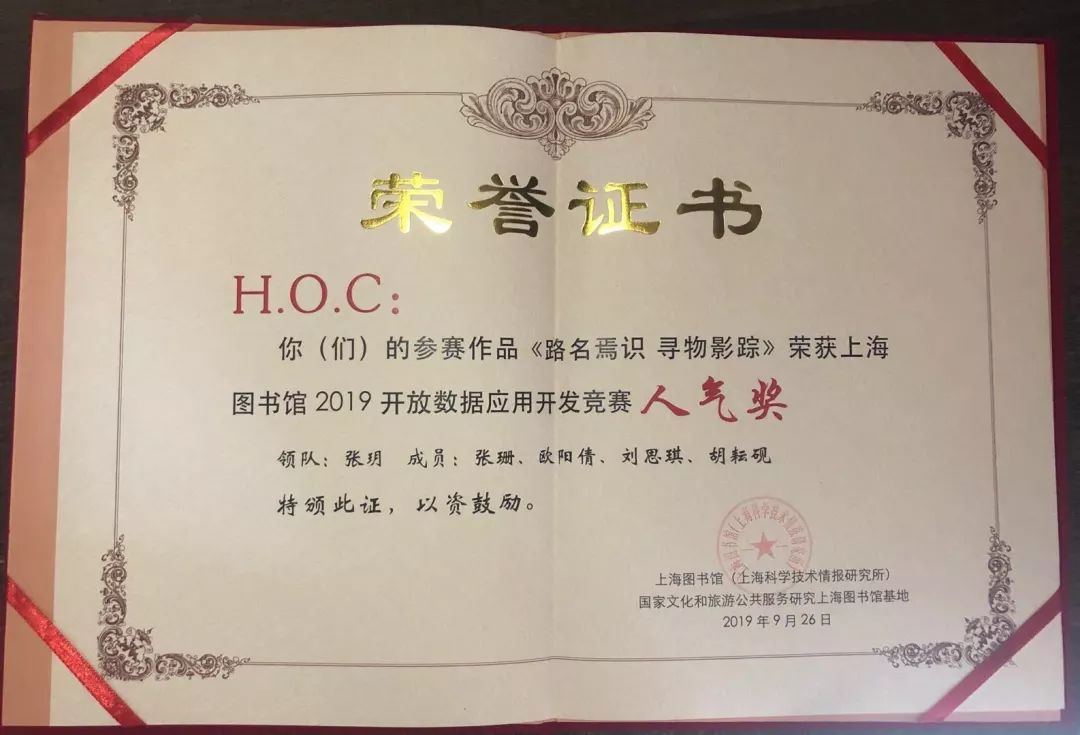 荣誉证书
H.O.C:
你（们）的参赛作品《路名焉识 寻物影踪》荣获上海
图书馆 2019 开放数据应用开发竞赛 人气奖
领队：张玥 成员：张珊、欧阳倩、刘思琪、胡耘砚
特颁此证，以资鼓励。
上海图书馆（上海科学技术情报研究所）
国家文化和旅游公共服务研究上海图书馆基地
2019 年 9 月 26 日